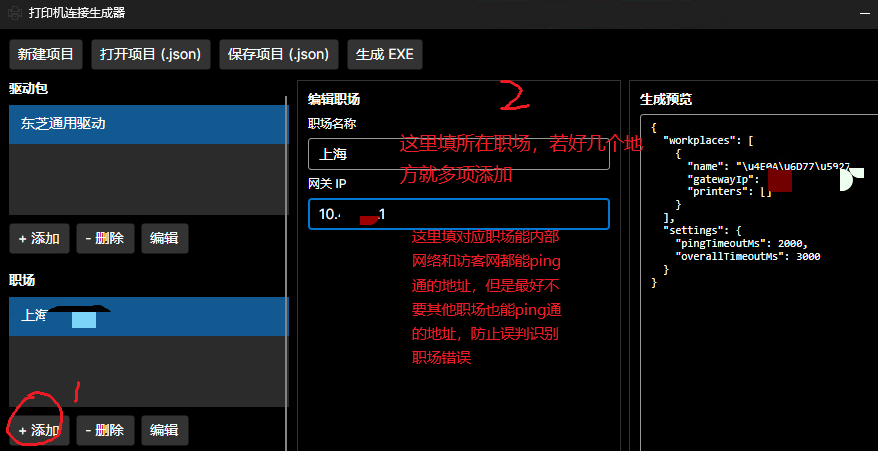 打印机连接生成器
新建项目 打开项目 (.json) 保存项目 (.json) 生成 EXE
驱动包
东芝通用驱动
+ 添加 - 删除 编辑
职场
上海
+ 添加 - 删除 编辑
1
编辑职场
2
职场名称
上海
这里填所在职场，若好几个地
方就多项添加
网关 IP
10. 1
这里填对应职场能内部
网络和访客网都能ping
通的地址，但是最好不
要其他职场也能ping通
的地址，防止误判识别
职场错误
生成预览
{
"workplaces": [
{
"name": "\u4E0A\u6D77\u5927
"gatewayIp":
"printers": []
}
],
"settings": {
"pingTimeoutMs": 2000,
"overallTimeoutMs": 3000
}
}